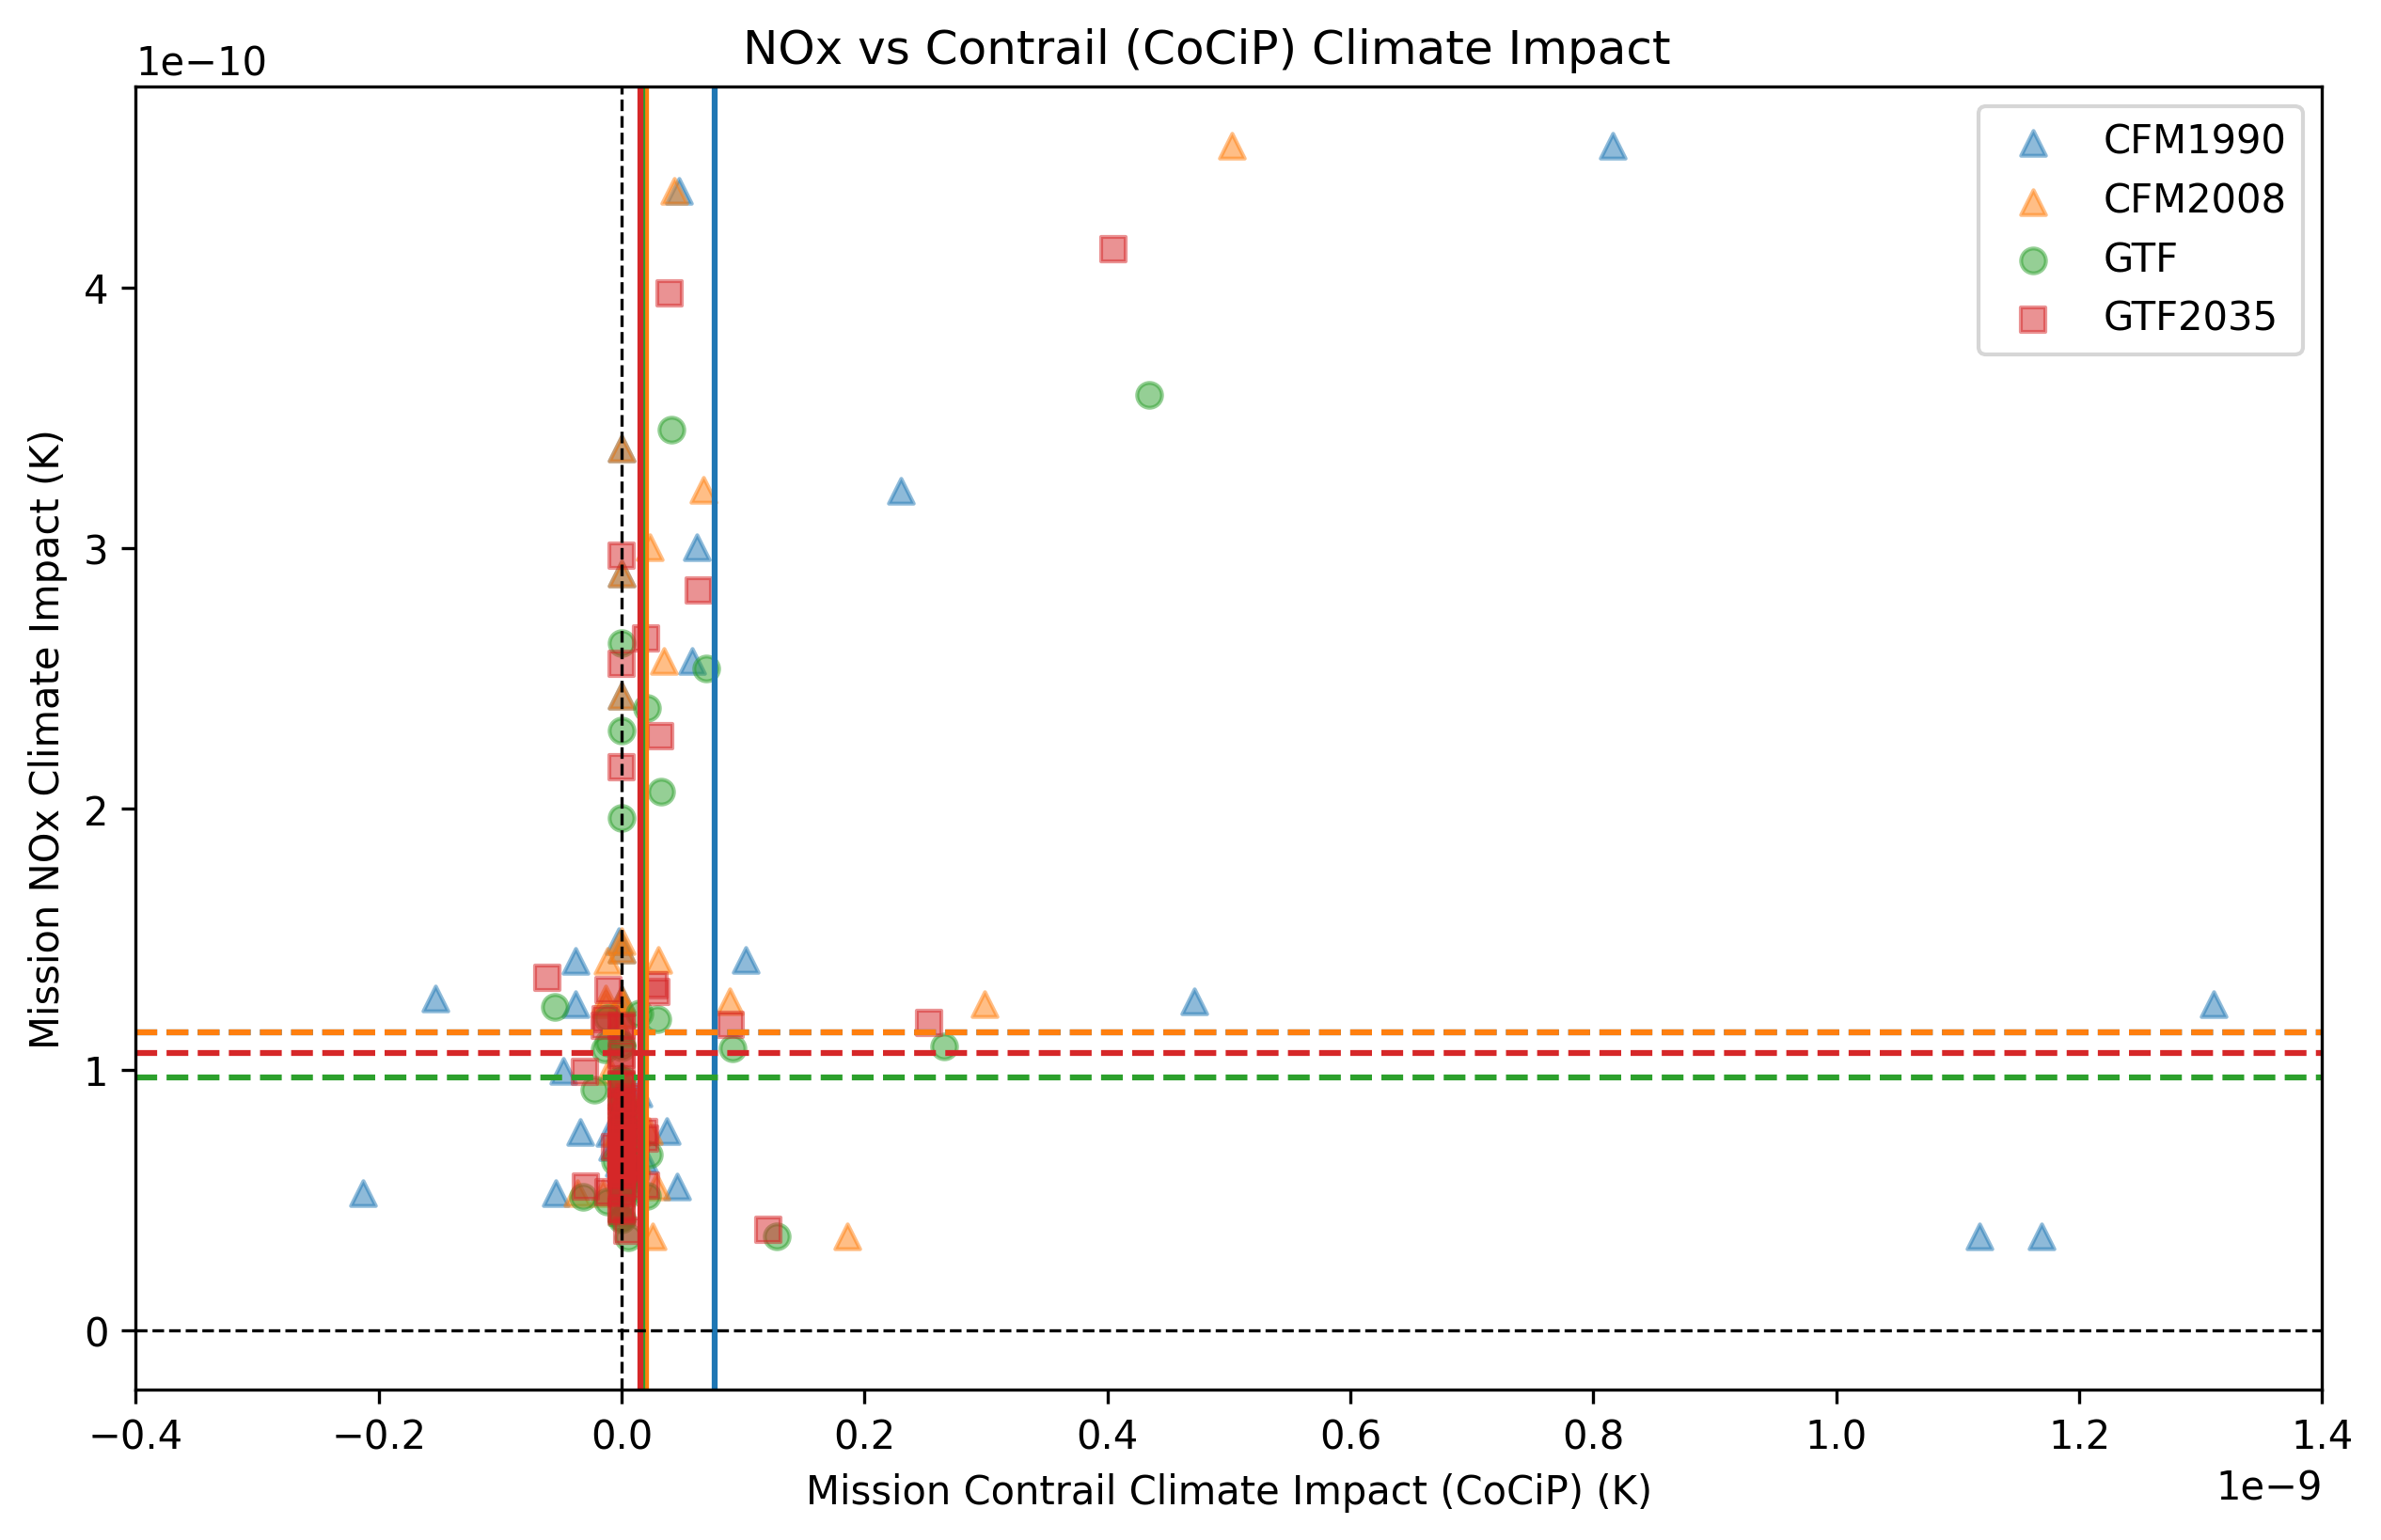 NOx vs Contrail (CoCiP) Climate Impact
1e−10
CFM1990
CFM2008
GTF
GTF2035
4
3
2
1
0
Mission NOx Climate Impact (K)
−0.4 −0.2 0.0 0.2 0.4 0.6 0.8 1.0 1.2 1.4
1e−9
Mission Contrail Climate Impact (CoCiP) (K)